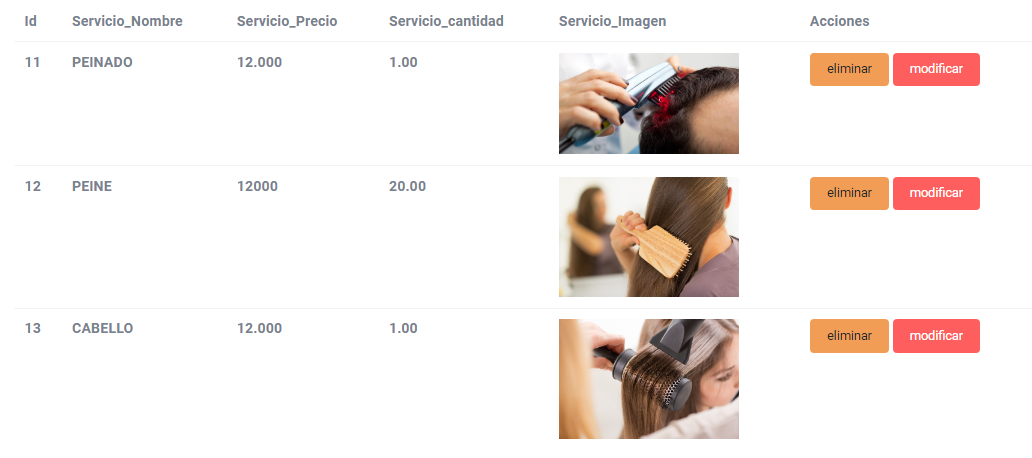 Id Servicio_Nombre Servicio_Precio Servicio_cantidad Servicio_Imagen Acciones
11 PEINADO 12.000 1.00 eliminar modificar
12 PEINE 12000 20.00 eliminar modificar
13 CABELLO 12.000 1.00 eliminar modificar